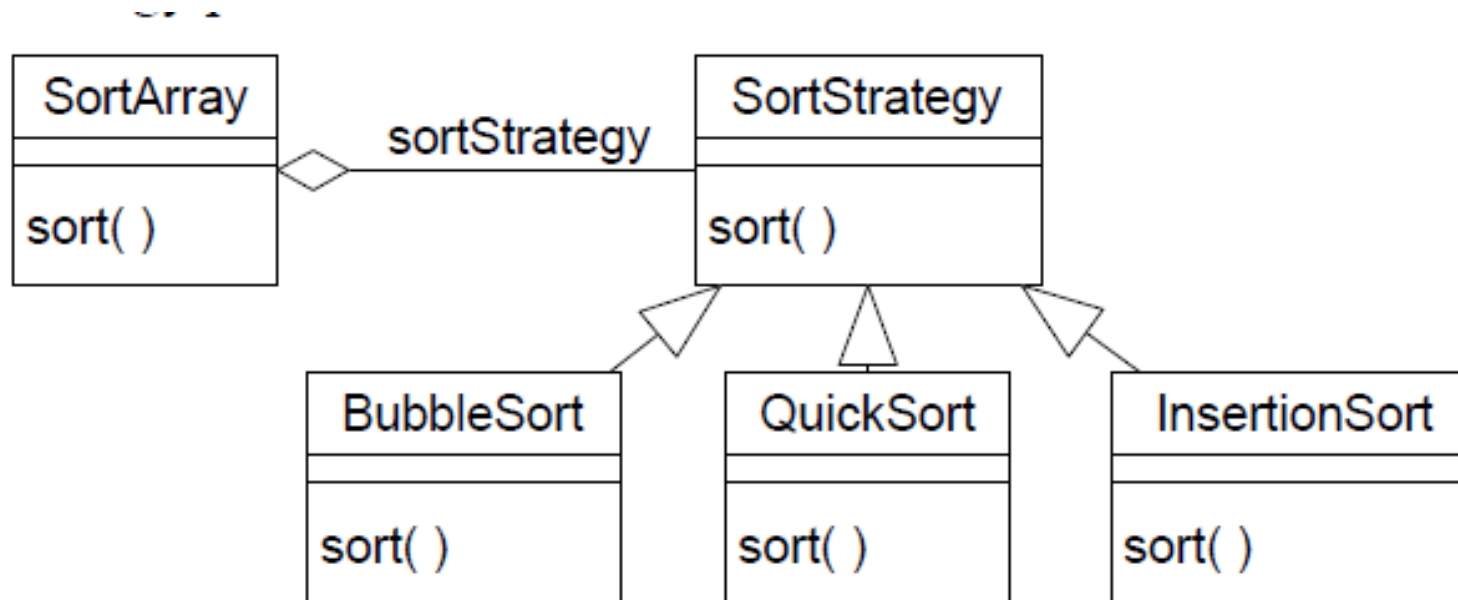 SortArray
sortStrategy
SortStrategy
sort( )
sort( )
BubbleSort
QuickSort
InsertionSort
sort( )
sort( )
sort( )